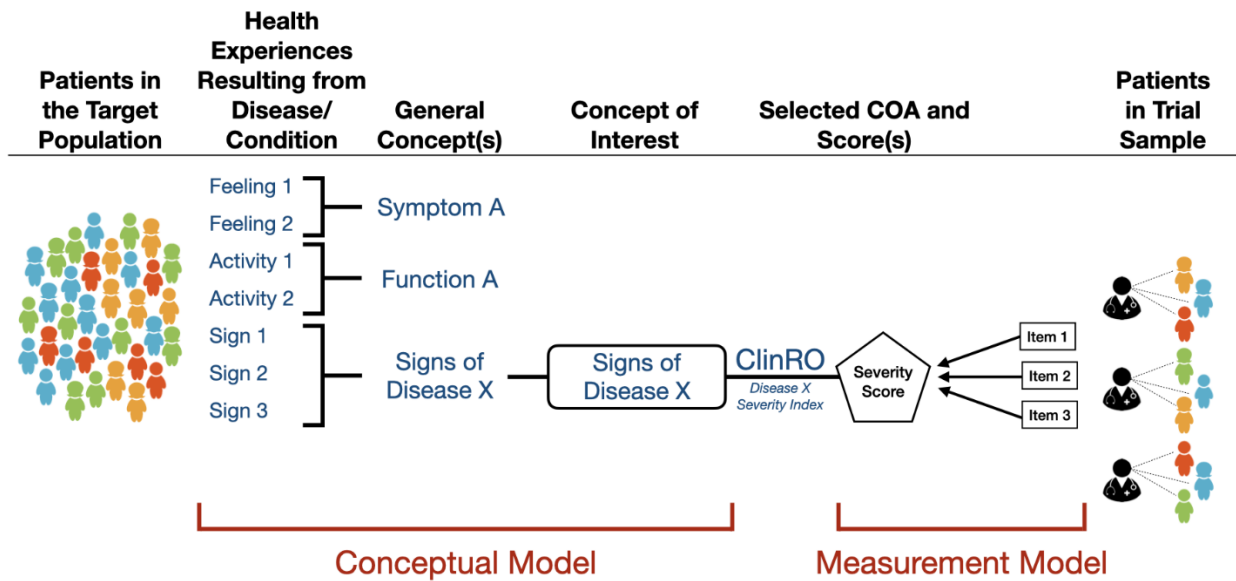 Patients in
the Target
Population
Health
Experiences
Resulting from
Disease/
Condition
General
Concept(s)
Concept of
Interest
Selected COA and
Score(s)
Patients
in Trial
Sample
Feeling 1
Feeling 2
Symptom A
Activity 1
Activity 2
Function A
Sign 1
Sign 2
Sign 3
Signs of
Disease X
Signs of
Disease X
ClinRO
Disease X
Severity Index
Severity
Score
Item 1
Item 2
Item 3
Conceptual Model
Measurement Model